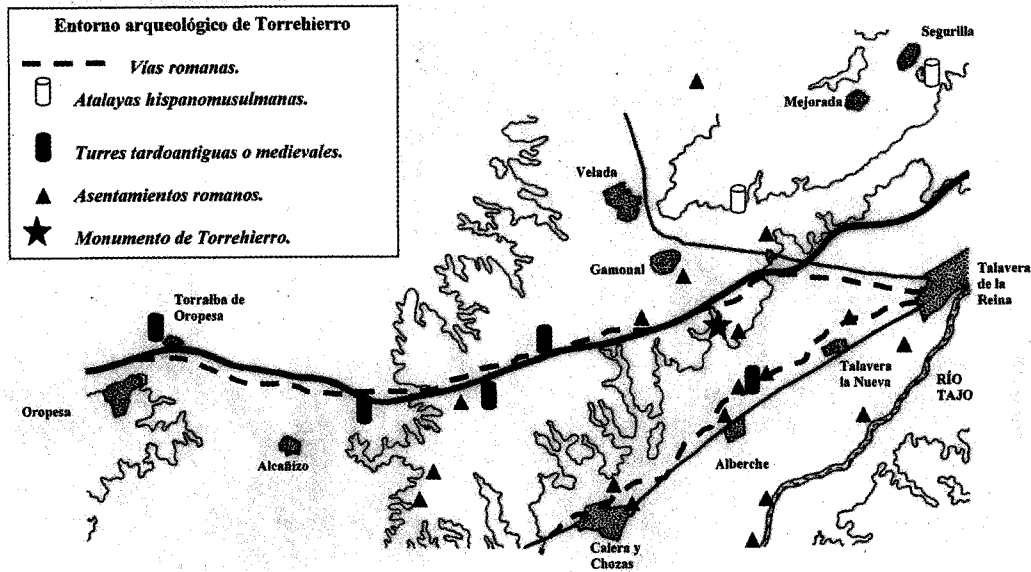 Entorno arqueológico de Torrehierro
Vías romanas.
Atalayas hispanomusulmanas.
Turres tardoantiguas o medievales.
Asentamientos romanos.
Monumento de Torrehierro.
Segurilla
Mejorada
Velada
Gamonal
Talavera
de la
Reina
Torralba de
Oropesa
Talavera
la Nueva
RÍO
TAJO
Oropesa
Alcañizo
Alberche
Calera y
Chozas